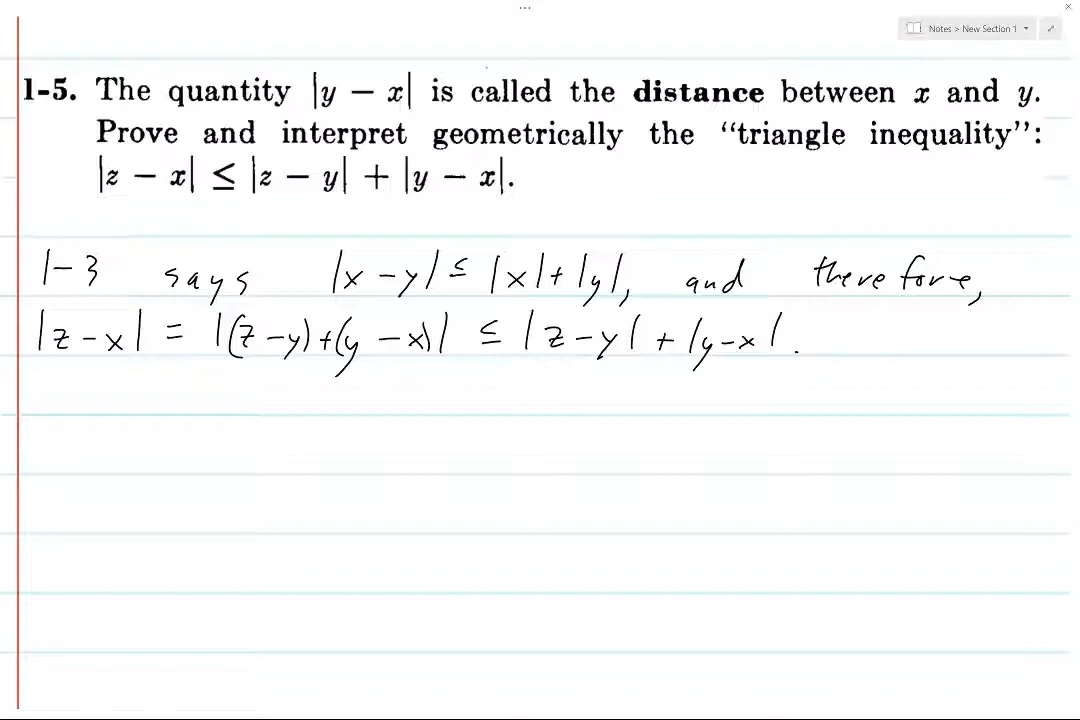 Notes > New Section 1
1-5. The quantity |y − x| is called the distance between x and y.
Prove and interpret geometrically the “triangle inequality”:
|z − x| ≤ |z − y| + |y − x|.
1-3 says |x-y| ≤ |x|+|y|, and therefore,
|z-x| = |(z-y)+(y-x)| ≤ |z-y| + |y-x|.